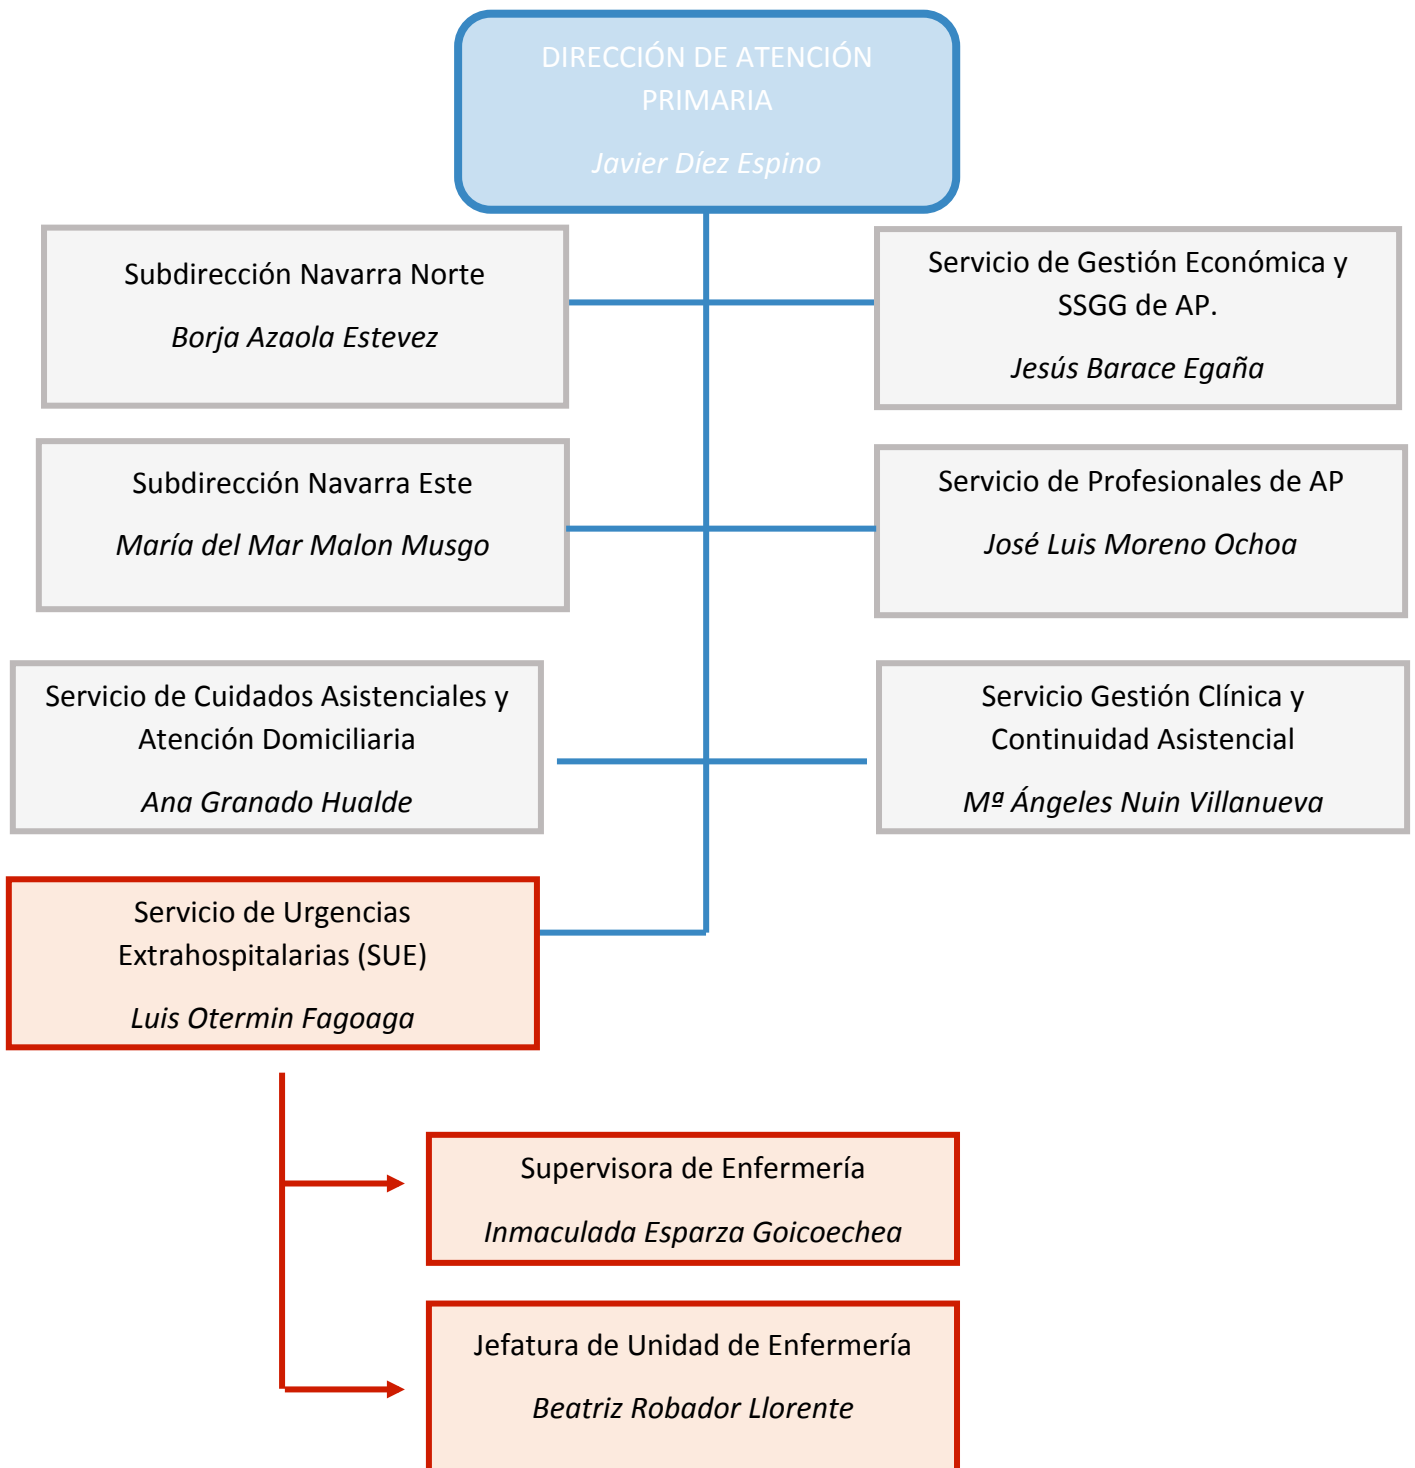 DIRECCIÓN DE ATENCIÓN
PRIMARIA
Javier Díez Espino
Subdirección Navarra Norte
Borja Azaola Estevez
Servicio de Gestión Económica y
SSGG de AP.
Jesús Barace Egaña
Subdirección Navarra Este
María del Mar Malon Musgo
Servicio de Profesionales de AP
José Luis Moreno Ochoa
Servicio de Cuidados Asistenciales y
Atención Domiciliaria
Ana Granado Hualde
Servicio Gestión Clínica y
Continuidad Asistencial
Mª Ángeles Nuin Villanueva
Servicio de Urgencias
Extrahospitalarias (SUE)
Luis Otermin Fagoaga
Supervisora de Enfermería
Inmaculada Esparza Goicoechea
Jefatura de Unidad de Enfermería
Beatriz Robador Llorente